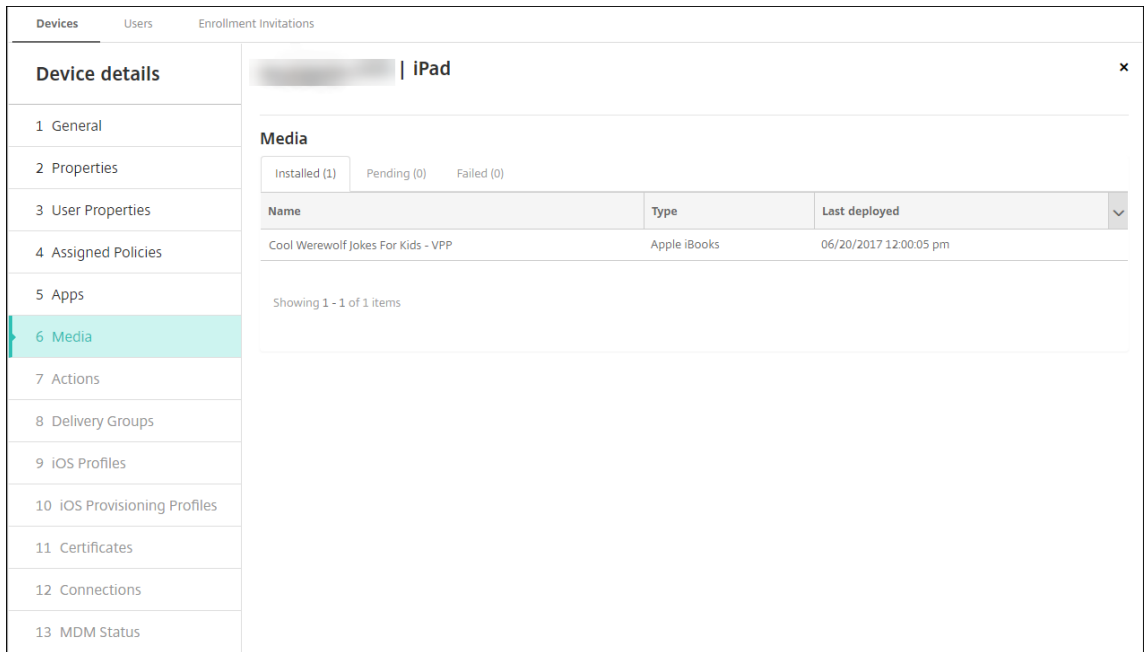 Devices Users Enrollment Invitations
Device details
1 General
2 Properties
3 User Properties
4 Assigned Policies
5 Apps
6 Media
7 Actions
8 Delivery Groups
9 iOS Profiles
10 iOS Provisioning Profiles
11 Certificates
12 Connections
13 MDM Status
| iPad
Media
Installed (1) Pending (0) Failed (0)
Name Type Last deployed
Cool Werewolf Jokes For Kids - VPP Apple iBooks 06/20/2017 12:00:05 pm
Showing 1 - 1 of 1 items